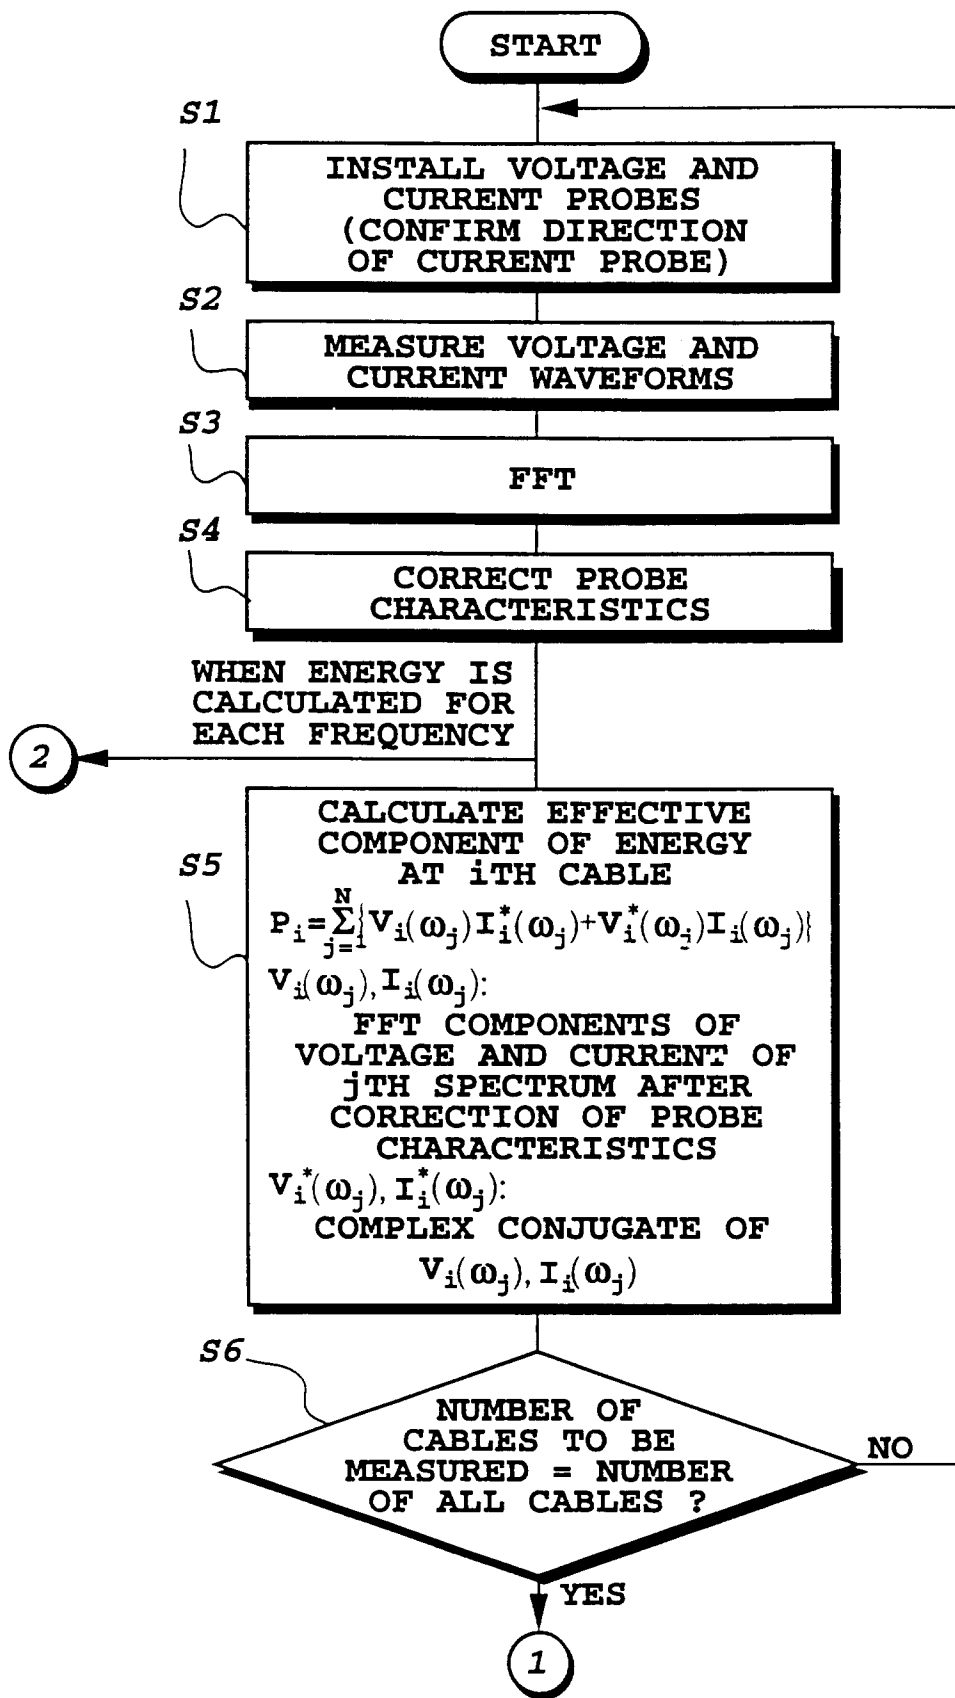 START
S1
INSTALL VOLTAGE AND
CURRENT PROBES
(CONFIRM DIRECTION
OF CURRENT PROBE)
S2
MEASURE VOLTAGE AND
CURRENT WAVEFORMS
S3
FFT
S4
CORRECT PROBE
CHARACTERISTICS
WHEN ENERGY IS
CALCULATED FOR
EACH FREQUENCY
2
S5
CALCULATE EFFECTIVE
COMPONENT OF ENERGY
AT iTH CABLE
P_i=\sum_{j=1}^{N}{V_i(ω_j)I_i^*(ω_j)+V_i^*(ω_j)I_i(ω_j)}
V_i(ω_j),I_i(ω_j):
FFT COMPONENTS OF
VOLTAGE AND CURRENT OF
jTH SPECTRUM AFTER
CORRECTION OF PROBE
CHARACTERISTICS
V_i^*(ω_j),I_i^*(ω_j):
COMPLEX CONJUGATE OF
V_i(ω_j),I_i(ω_j)
S6
NUMBER OF
CABLES TO BE
MEASURED = NUMBER
OF ALL CABLES ?
NO
YES
1